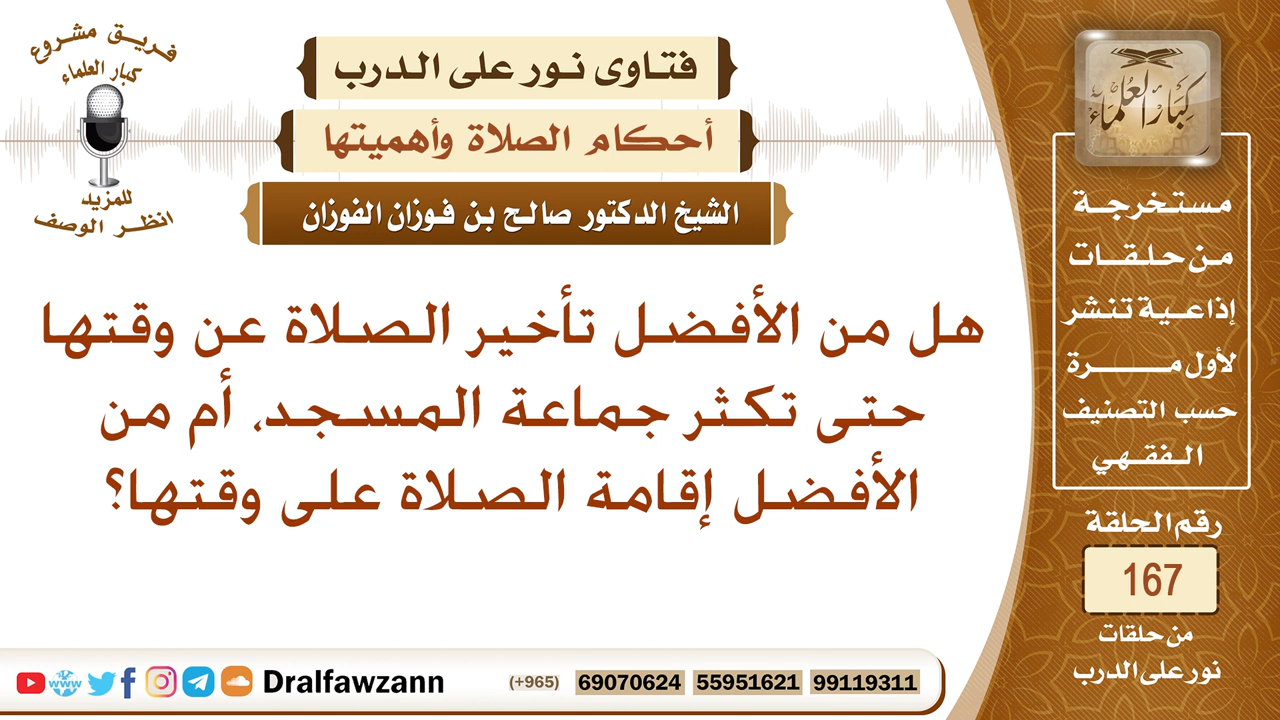 فريق مشروع
كبار العلماء
للمزيد
انظر الوصف
فتاوى نور على الدرب
أحكام الصلاة وأهميتها
الشيخ الدكتور صالح بن فوزان الفوزان
هل من الأفضل تأخير الصلاة عن وقتها
حتى تكثر جماعة المسجد، أم من
الأفضل إقامة الصلاة على وقتها؟
كبار العلماء
مستخرجة
من حلقات
إذاعية تنشر
لأول مرة
حسب التصنيف
الفقهي
رقم الحلقة
167
من حلقات
نور على الدرب
www Dralfawzann (+965) 69070624 55951621 99119311